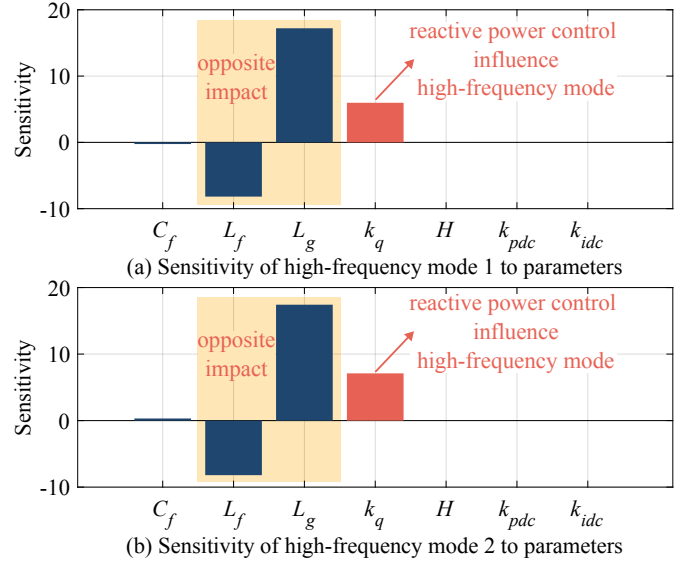 20
10
0
-10
Sensitivity
opposite
impact
reactive power control
influence
high-frequency mode
C_f L_f L_g k_q H k_pdc k_idc
(a) Sensitivity of high-frequency mode 1 to parameters
20
10
0
-10
Sensitivity
opposite
impact
reactive power control
influence
high-frequency mode
C_f L_f L_g k_q H k_pdc k_idc
(b) Sensitivity of high-frequency mode 2 to parameters